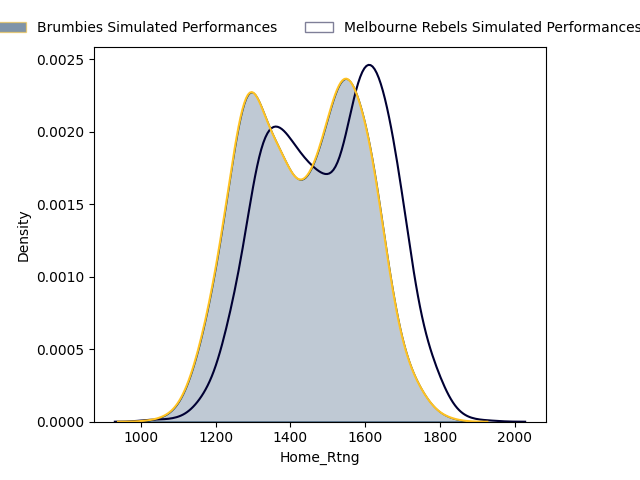 Brumbies Simulated Performances Melbourne Rebels Simulated Performances
0.0025
0.0020
0.0015
0.0010
0.0005
0.0000
Density
1000 1200 1400 1600 1800 2000
Home_Rtng